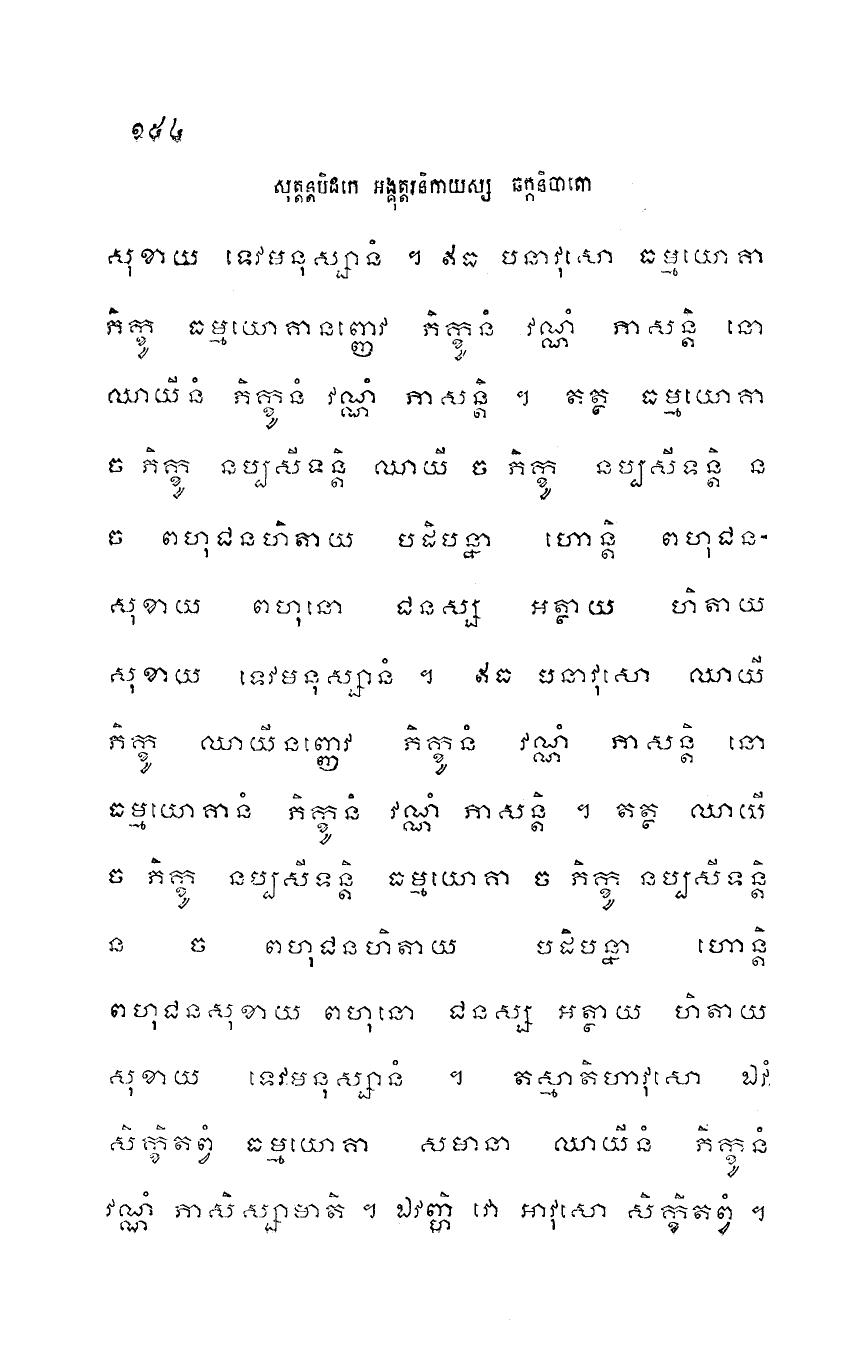 ១៥៤
សុត្តន្តបិដកេ អង្គុត្តរនិកាយស្ស ឆក្កនិបាតោ
សុខាយ ទេវមនុស្សានំ ។ ឥធ បនាវុសោ ធម្មយោគា
ភិក្ខូ ធម្មយោគានញ្ញេវ ភិក្ខូនំ វណ្ណំ ភាសន្តិ នោ
ឈាយីនំ ភិក្ខូនំ វណ្ណំ ភាសន្តិ ។ តត្ថ ធម្មយោគា
ច ភិក្ខូ នប្បសីទន្តិ ឈាយី ច ភិក្ខូ នប្បសីទន្តិ ន
ច ពហុជនហិតាយ បដិបន្នា ហោន្តិ ពហុជន-
សុខាយ ពហុនោ ជនស្ស អត្ថាយ ហិតាយ
សុខាយ ទេវមនុស្សានំ ។ ឥធ បនាវុសោ ឈាយី
ភិក្ខូ ឈាយីនញ្ញេវ ភិក្ខូនំ វណ្ណំ ភាសន្តិ នោ
ធម្មយោគានំ ភិក្ខូនំ វណ្ណំ ភាសន្តិ ។ តត្ថ ឈាយី
ច ភិក្ខូ នប្បសីទន្តិ ធម្មយោគា ច ភិក្ខូ នប្បសីទន្តិ
ន ច ពហុជនហិតាយ បដិបន្នា ហោន្តិ
ពហុជនសុខាយ ពហុនោ ជនស្ស អត្ថាយ ហិតាយ
សុខាយ ទេវមនុស្សានំ ។ តស្មាតិហាវុសោ ឯវំ
សិក្ខិតព្វំ ធម្មយោគា សមានា ឈាយីនំ ភិក្ខូនំ
វណ្ណំ ភាសិស្សាមាតិ ។ ឯវញ្ហិ វោ អាវុសោ សិក្ខិតព្វំ ។